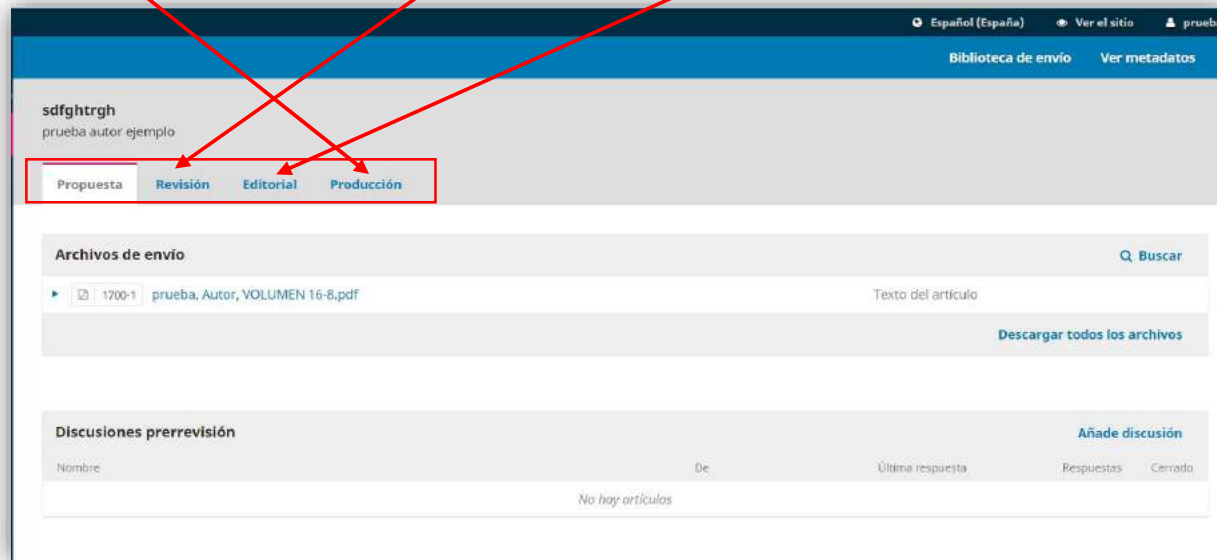 Español (España) Ver el sitio prueb
Biblioteca de envío Ver metadatos
sdfghtrgh
prueba autor ejemplo
Propuesta Revisión Editorial Producción
Archivos de envío Buscar
1700-1 prueba, Autor, VOLUMEN 16-8.pdf Texto del artículo
Descargar todos los archivos
Discusiones prerrevisión Añade discusión
Nombre De Última respuesta Respuestas Cerrado
No hay artículos